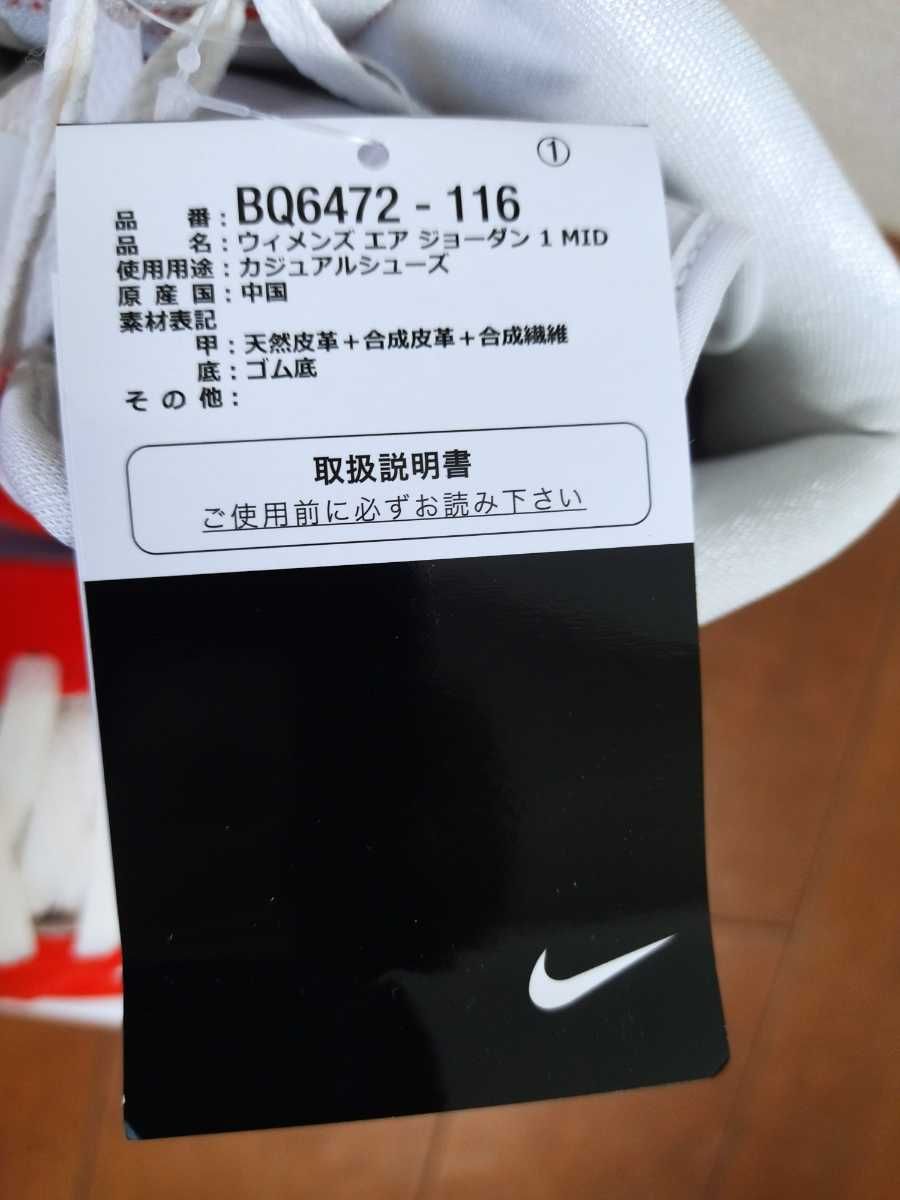 ①
品番：BQ6472 - 116
品名：ウィメンズ エア ジョーダン 1 MID
使用用途：カジュアルシューズ
原産国：中国
素材表記
甲：天然皮革＋合成皮革＋合成繊維
底：ゴム底
その他：
取扱説明書
ご使用前に必ずお読み下さい